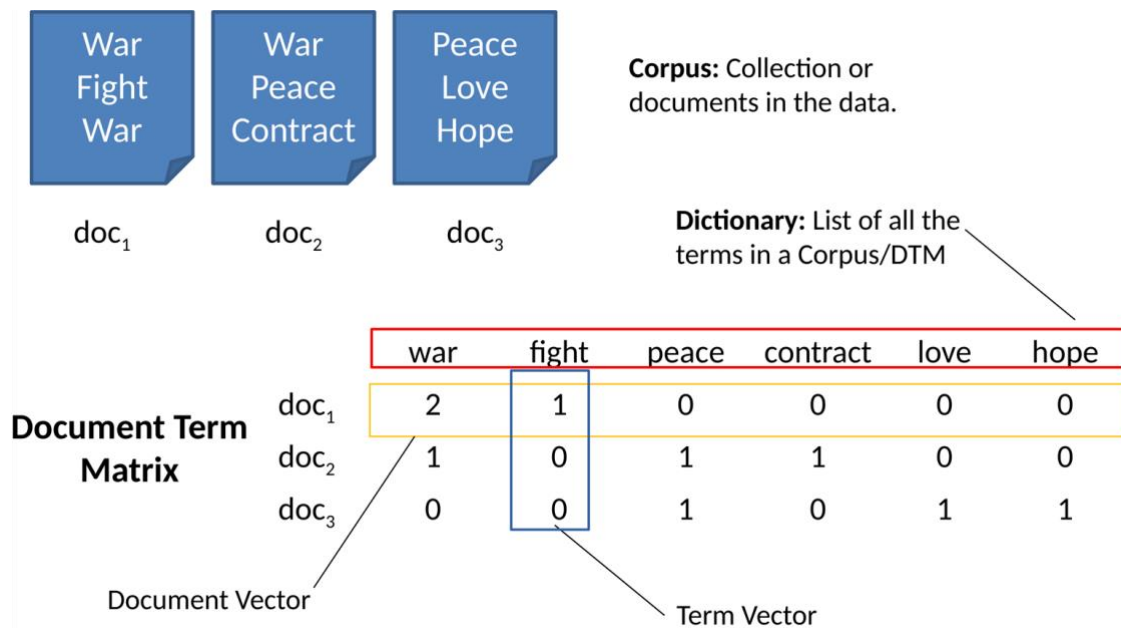 War
Fight
War
War
Peace
Contract
Peace
Love
Hope
Corpus: Collection or
documents in the data.
doc₁ doc₂ doc₃
Dictionary: List of all the
terms in a Corpus/DTM
war fight peace contract love hope
Document Term
Matrix
doc₁ 2 1 0 0 0 0
doc₂ 1 0 1 1 0 0
doc₃ 0 0 1 0 1 1
Document Vector
Term Vector